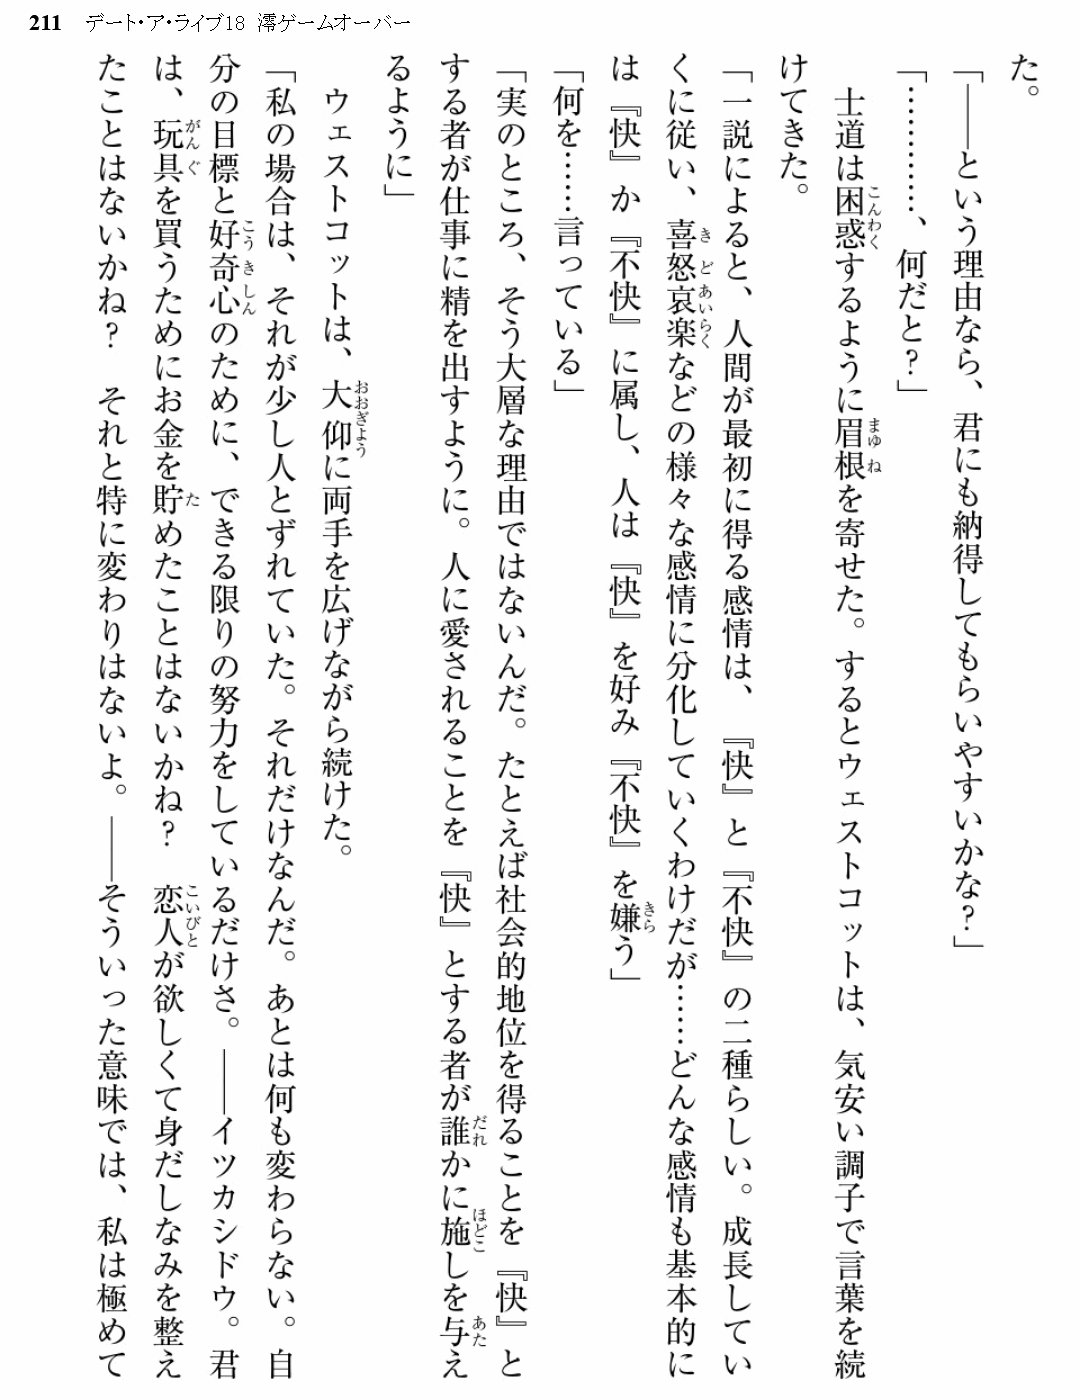 211 デート・ア・ライブ18 澪ゲームオーバー
た。
「――という理由なら、君にも納得してもらいやすいかな？」
「…………、何だと？」
士道は困惑するように眉根を寄せた。するとウェストコットは、気安い調子で言葉を続
けてきた。
「一説によると、人間が最初に得る感情は、『快』と『不快』の二種らしい。成長してい
くに従い、喜怒哀楽などの様々な感情に分化していくわけだが……どんな感情も基本的に
は『快』か『不快』に属し、人は『快』を好み『不快』を嫌う」
「何を……言っている」
「実のところ、そう大層な理由ではないんだ。たとえば社会的地位を得ることを『快』と
する者が仕事に精を出すように。人に愛されることを『快』とする者が誰かに施しを与え
るように」
ウェストコットは、大仰に両手を広げながら続けた。
「私の場合は、それが少し人とずれていた。それだけなんだ。あとは何も変わらない。自
分の目標と好奇心のために、できる限りの努力をしているだけさ。――イツカシドウ。君
は、玩具を買うためにお金を貯めたことはないかね？　恋人が欲しくて身だしなみを整え
たことはないかね？　それと特に変わりはないよ。――そういった意味では、私は極めて